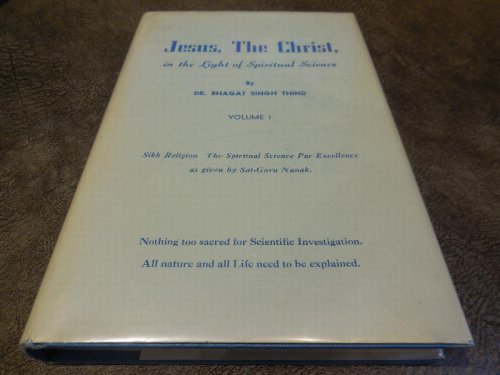 Jesus, The Christ,
in the Light of Spiritual Science
By
DR. BHAGAT SINGH THIND
VOLUME I
Sikh Religion The Spiritual Science Par Excellence
as given by Sat-Guru Nanak.
Nothing too sacred for Scientific Investigation.
All nature and all Life need to be explained.